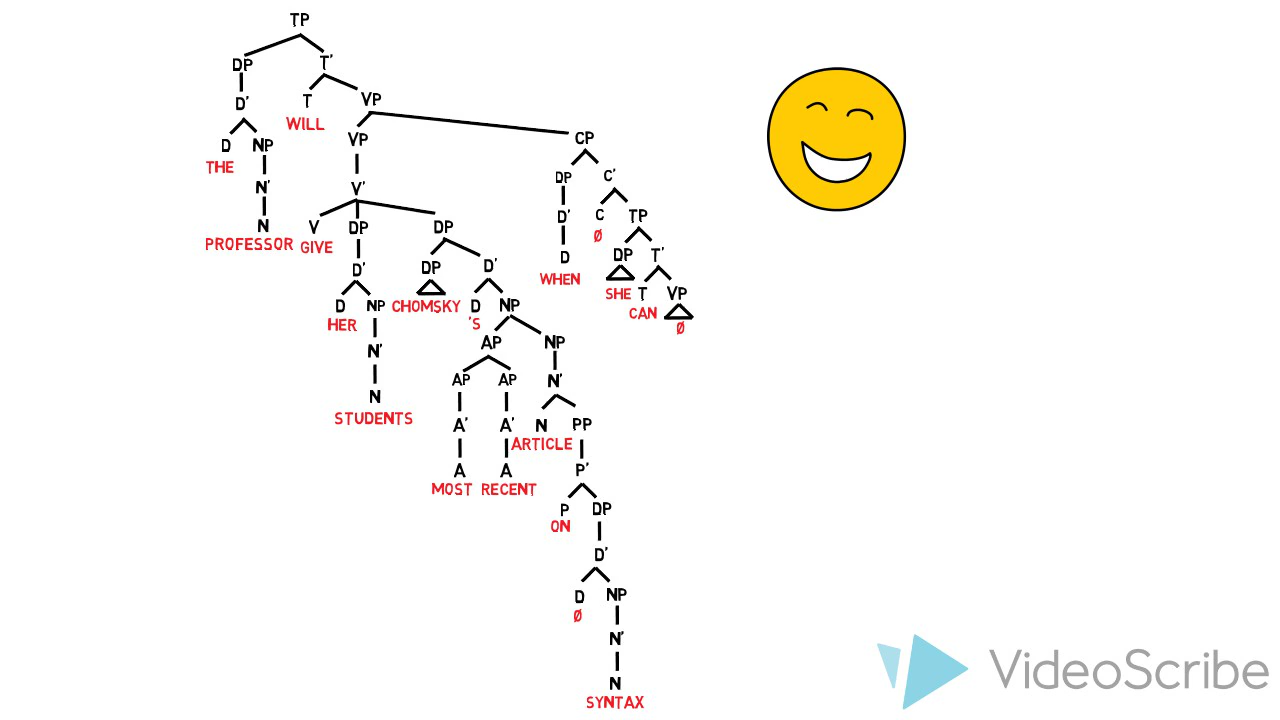 TP
DP T'
D' T VP
WILL
D NP VP CP
THE
N' V' DP C'
N V DP DP D' C TP
PROFESSOR GIVE Ø
D' DP D' D DP T'
WHEN SHE T VP
D NP CHOMSKY D NP CAN Ø
HER 'S
N' AP NP
N AP AP N'
STUDENTS
A' A' N PP
ARTICLE
A A P'
MOST RECENT
P DP
ON
D'
D NP
Ø
N'
N
SYNTAX
VideoScribe